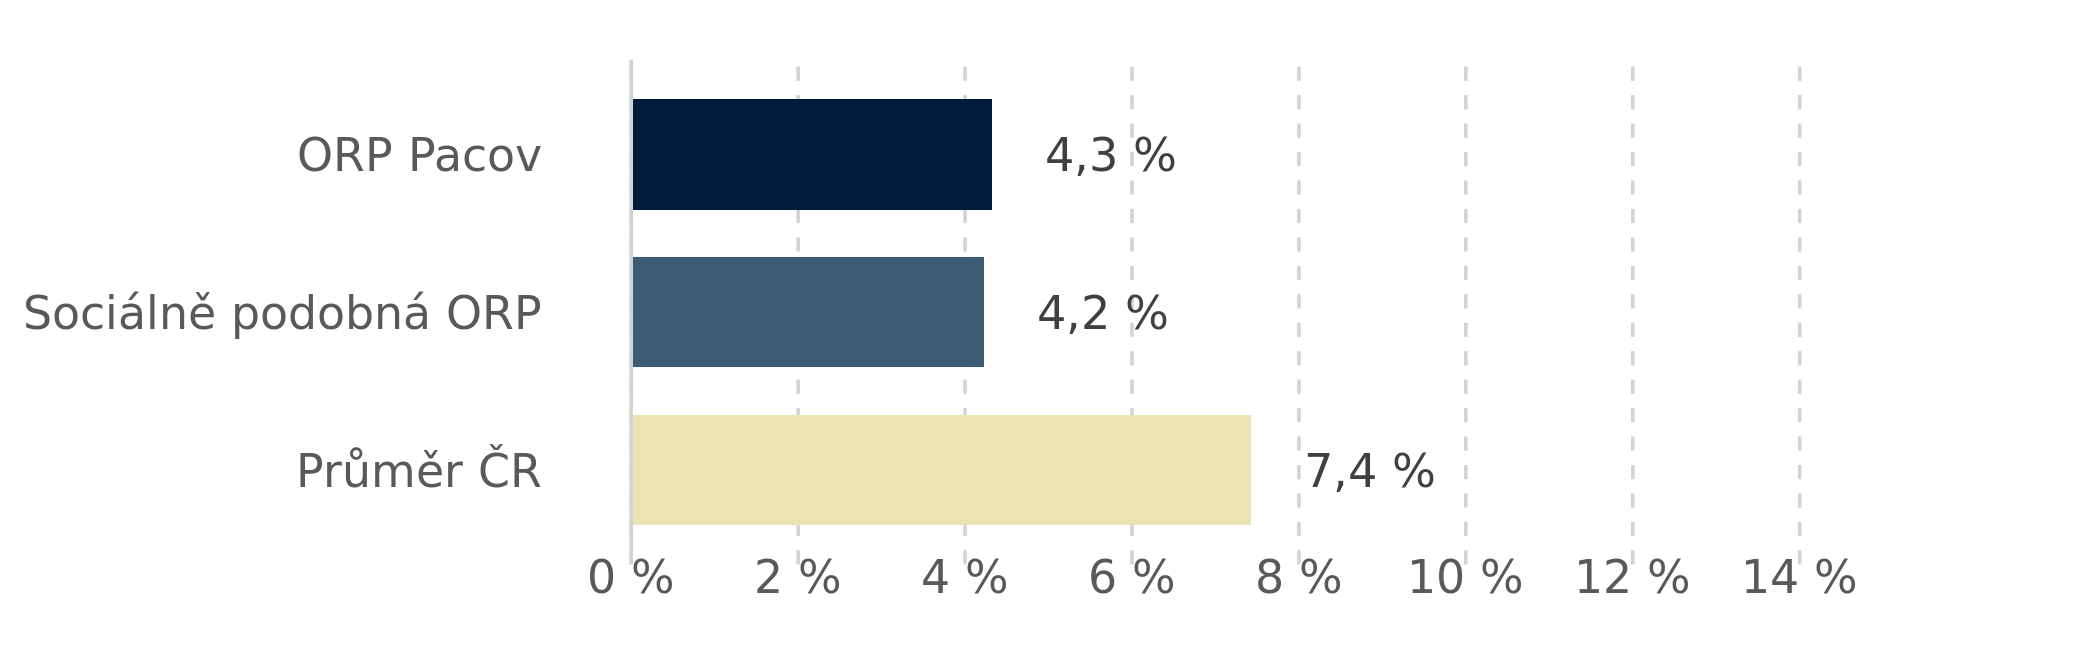 ORP Pacov 4,3 %
Sociálně podobná ORP 4,2 %
Průměr ČR 7,4 %
0 % 2 % 4 % 6 % 8 % 10 % 12 % 14 %